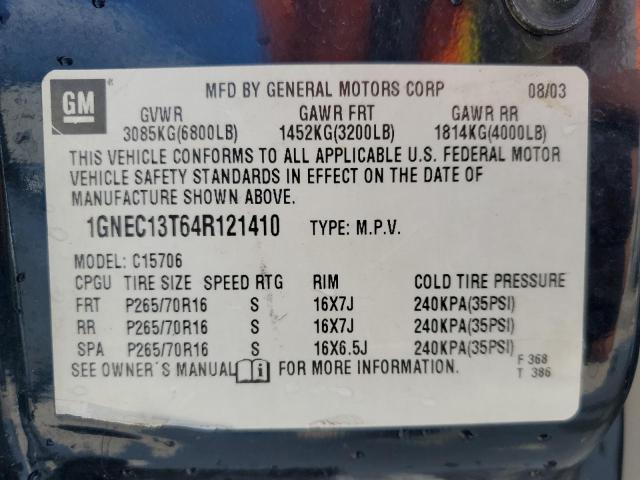 GM
MFD BY GENERAL MOTORS CORP 08/03
GVWR GAWR FRT GAWR RR
3085KG(6800LB) 1452KG(3200LB) 1814KG(4000LB)
THIS VEHICLE CONFORMS TO ALL APPLICABLE U.S. FEDERAL MOTOR
VEHICLE SAFETY STANDARDS IN EFFECT ON THE DATE OF
MANUFACTURE SHOWN ABOVE.
1GNEC13T64R121410 TYPE: M.P.V.
MODEL: C15706
CPGU TIRE SIZE SPEED RTG RIM COLD TIRE PRESSURE
FRT P265/70R16 S 16X7J 240KPA(35PSI)
RR P265/70R16 S 16X7J 240KPA(35PSI)
SPA P265/70R16 S 16X6.5J 240KPA(35PSI)
SEE OWNER'S MANUAL i FOR MORE INFORMATION.
F 368
T 386